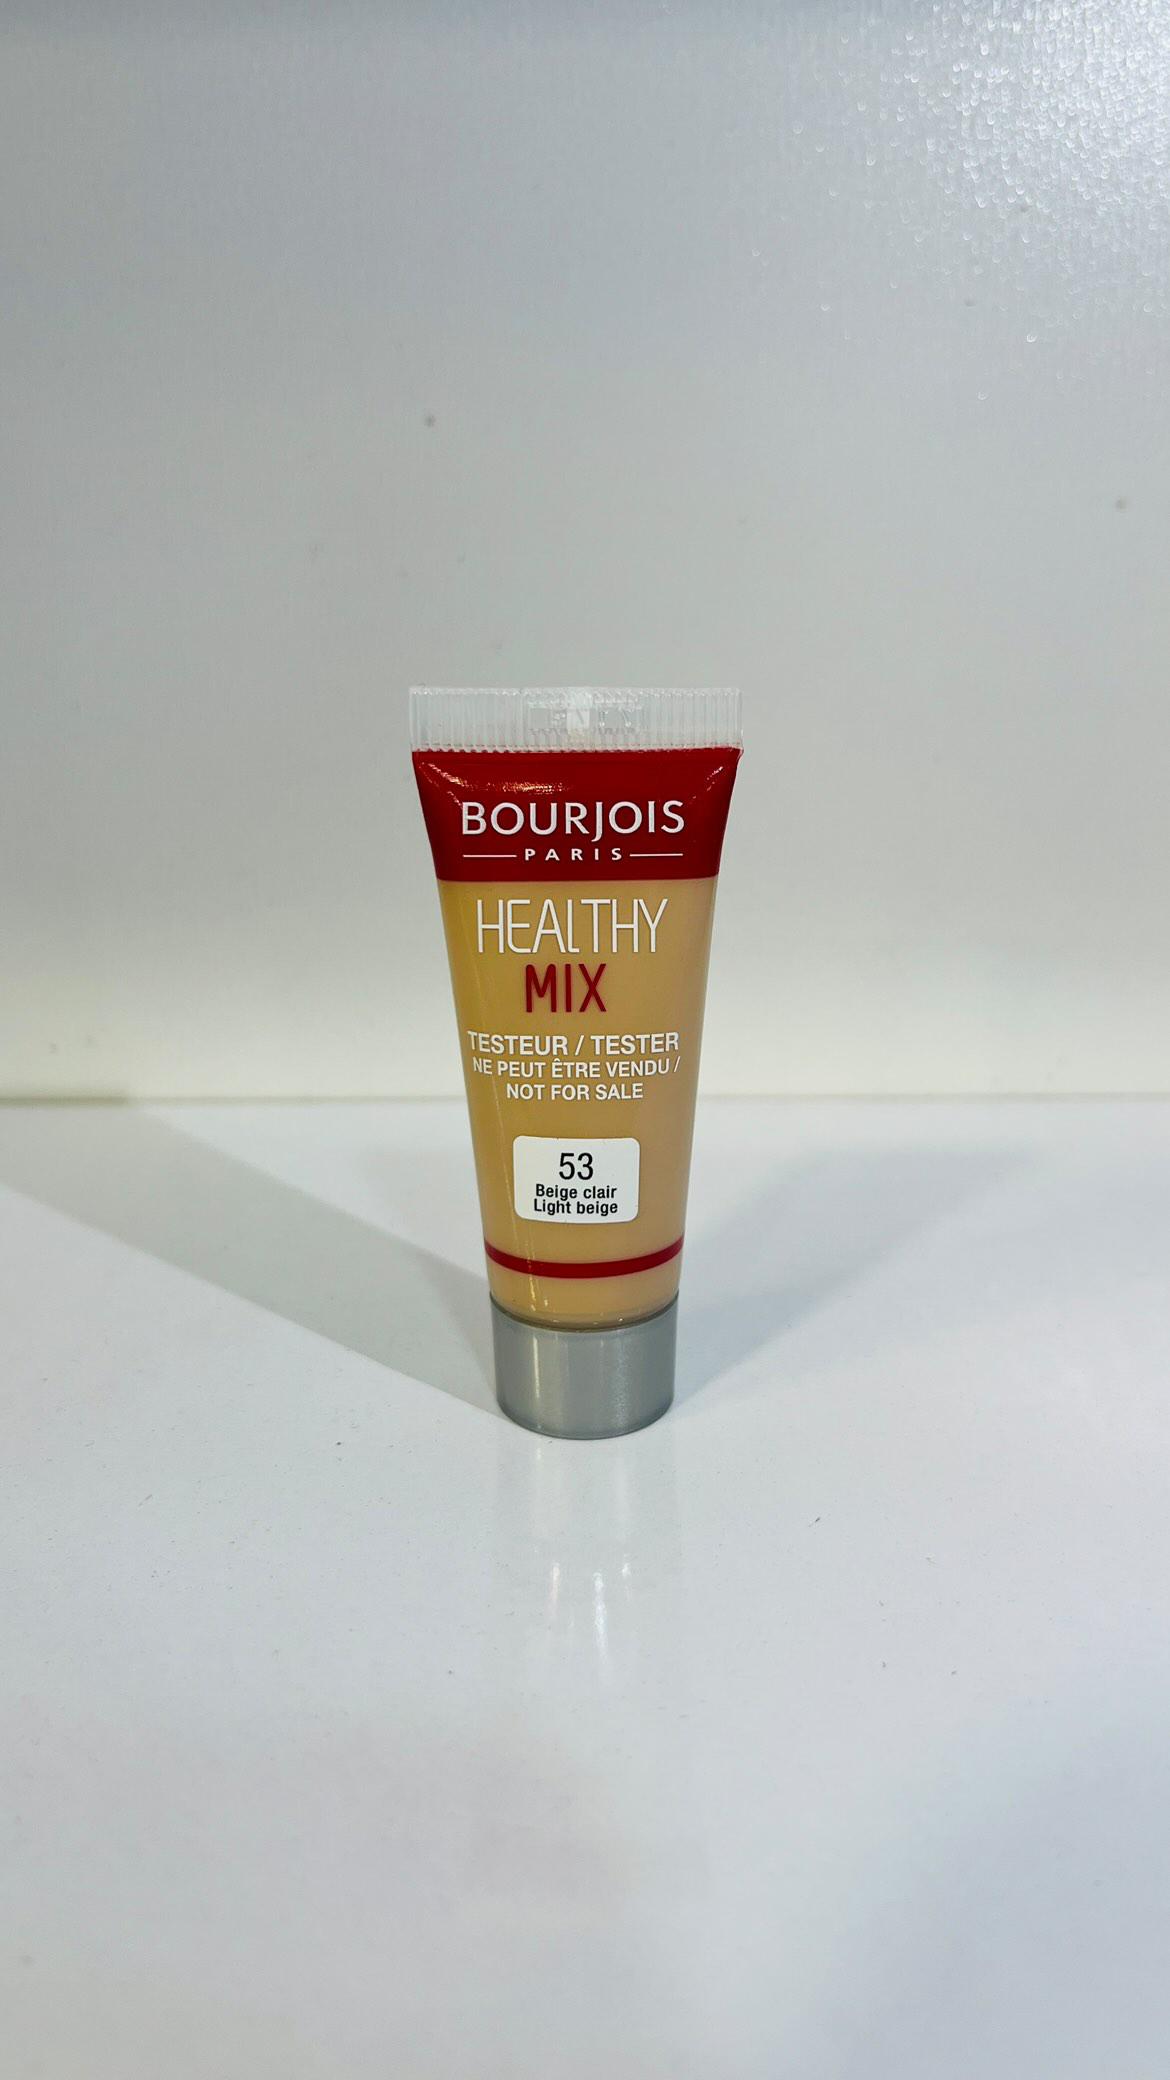 BOURJOIS
PARIS
HEALTHY
MIX
TESTEUR / TESTER
NE PEUT ÊTRE VENDU /
NOT FOR SALE
53
Beige clair
Light beige